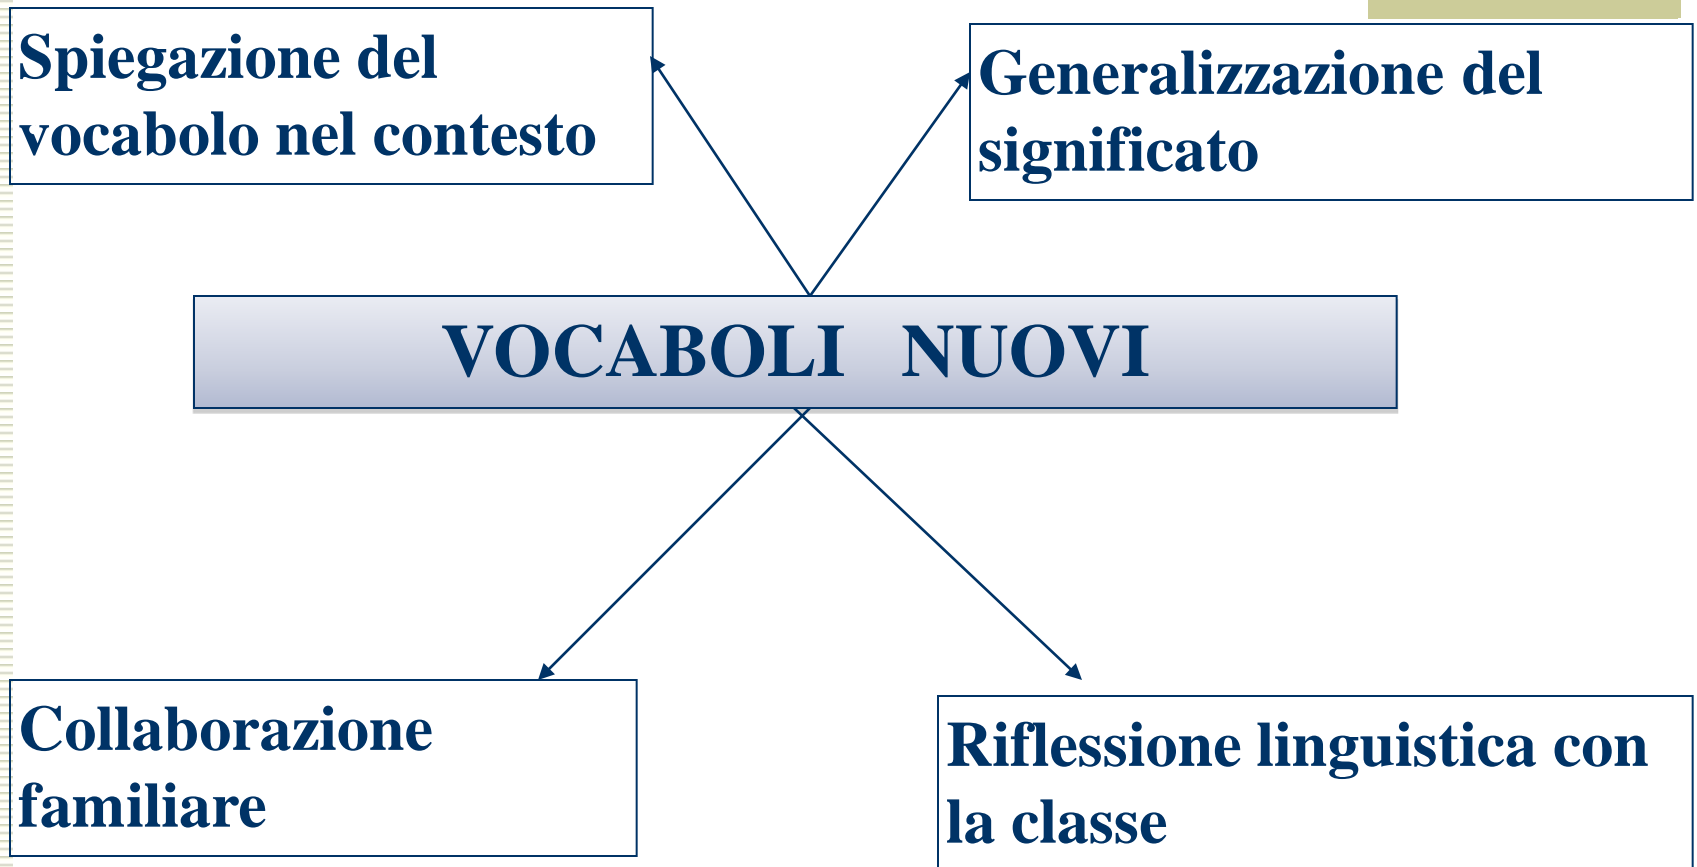 Spiegazione del
vocabolo nel contesto
Generalizzazione del
significato
VOCABOLI NUOVI
Collaborazione
familiare
Riflessione linguistica con
la classe